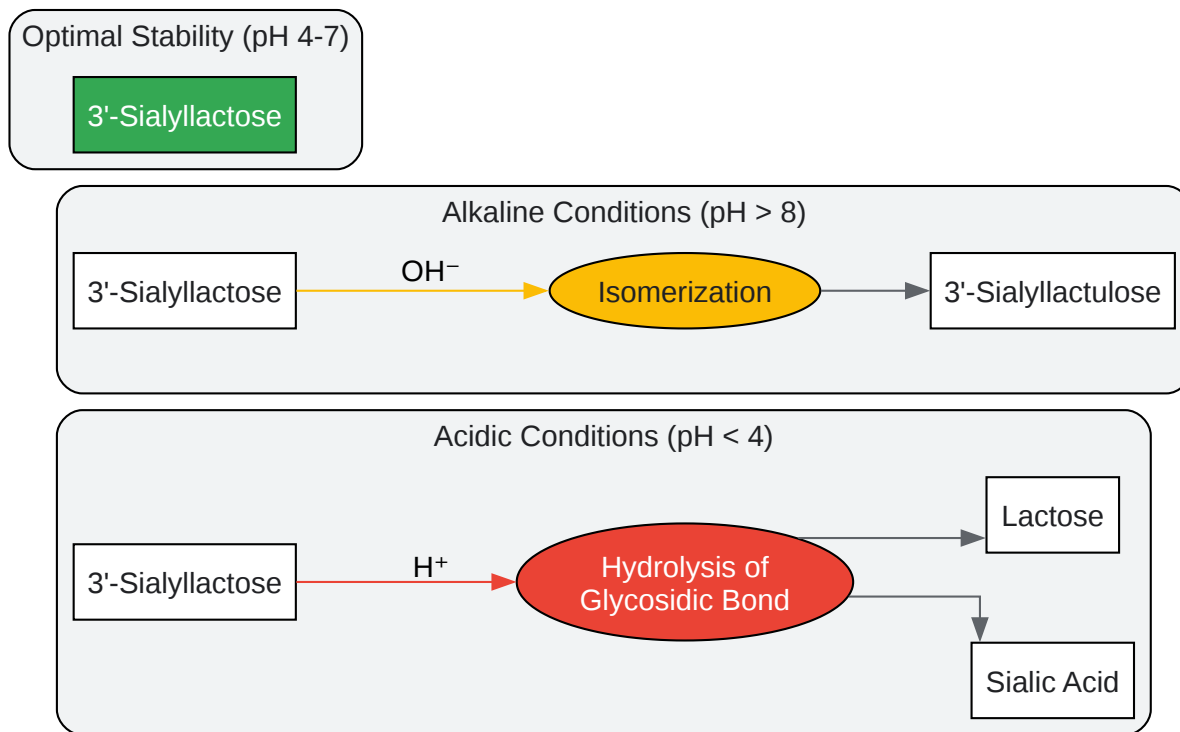 Optimal Stability (pH 4-7)
3'-Sialyllactose
Alkaline Conditions (pH > 8)
3'-Sialyllactose
OH⁻
Isomerization
3'-Sialyllactulose
Acidic Conditions (pH < 4)
3'-Sialyllactose
H⁺
Hydrolysis of
Glycosidic Bond
Lactose
Sialic Acid